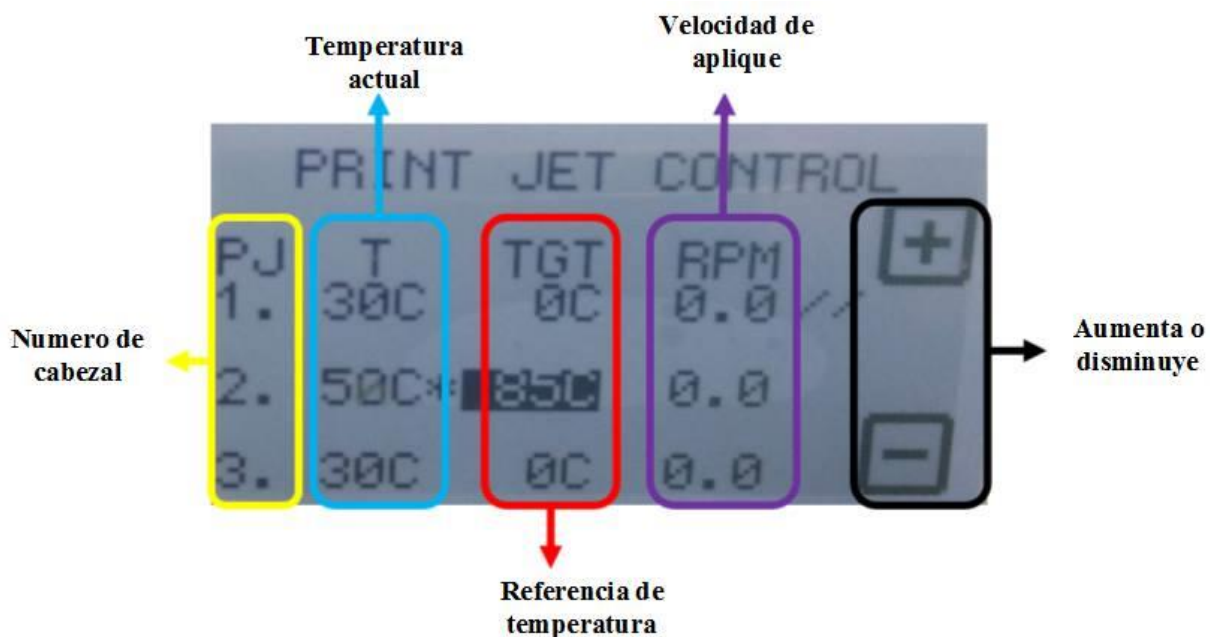 Velocidad de
aplique
Temperatura
actual
PRINT JET CONTROL
PJ T TGT RPM +
1. 30C 0C 0.0
2. 50C* 85C 0.0
3. 30C 0C 0.0 -
Numero de
cabezal
Aumenta o
disminuye
Referencia de
temperatura